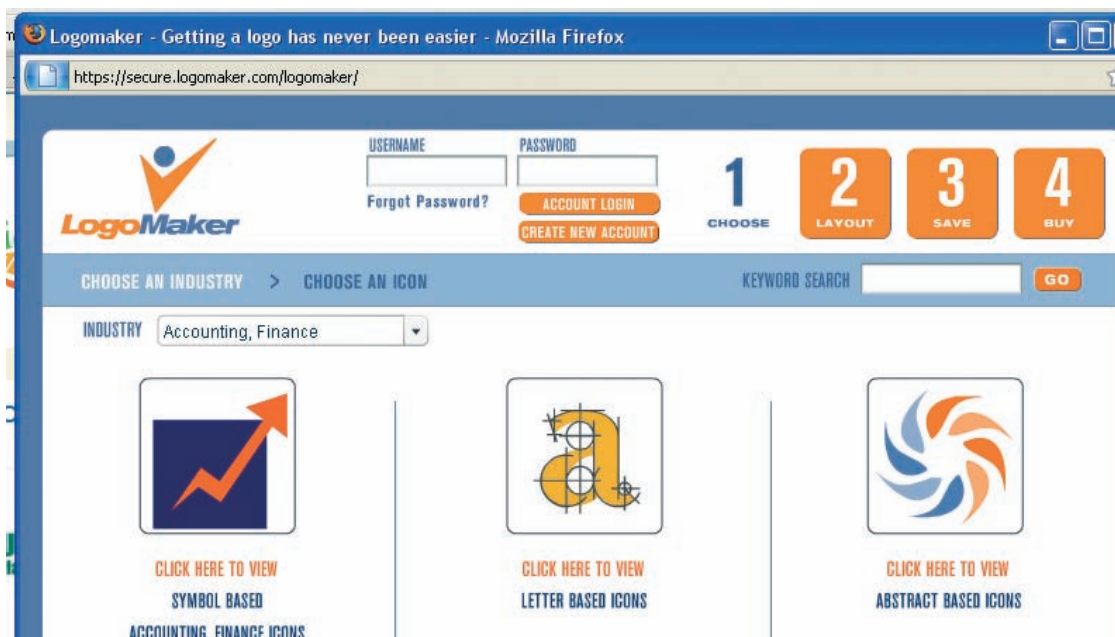 Logomaker - Getting a logo has never been easier - Mozilla Firefox
https://secure.logomaker.com/logomaker/
USERNAME PASSWORD
Forgot Password?
ACCOUNT LOGIN
CREATE NEW ACCOUNT
LogoMaker
1
CHOOSE
2
LAYOUT
3
SAVE
4
BUY
CHOOSE AN INDUSTRY > CHOOSE AN ICON
KEYWORD SEARCH GO
INDUSTRY Accounting, Finance
a
CLICK HERE TO VIEW
SYMBOL BASED
ACCOUNTING, FINANCE ICONS
CLICK HERE TO VIEW
LETTER BASED ICONS
CLICK HERE TO VIEW
ABSTRACT BASED ICONS